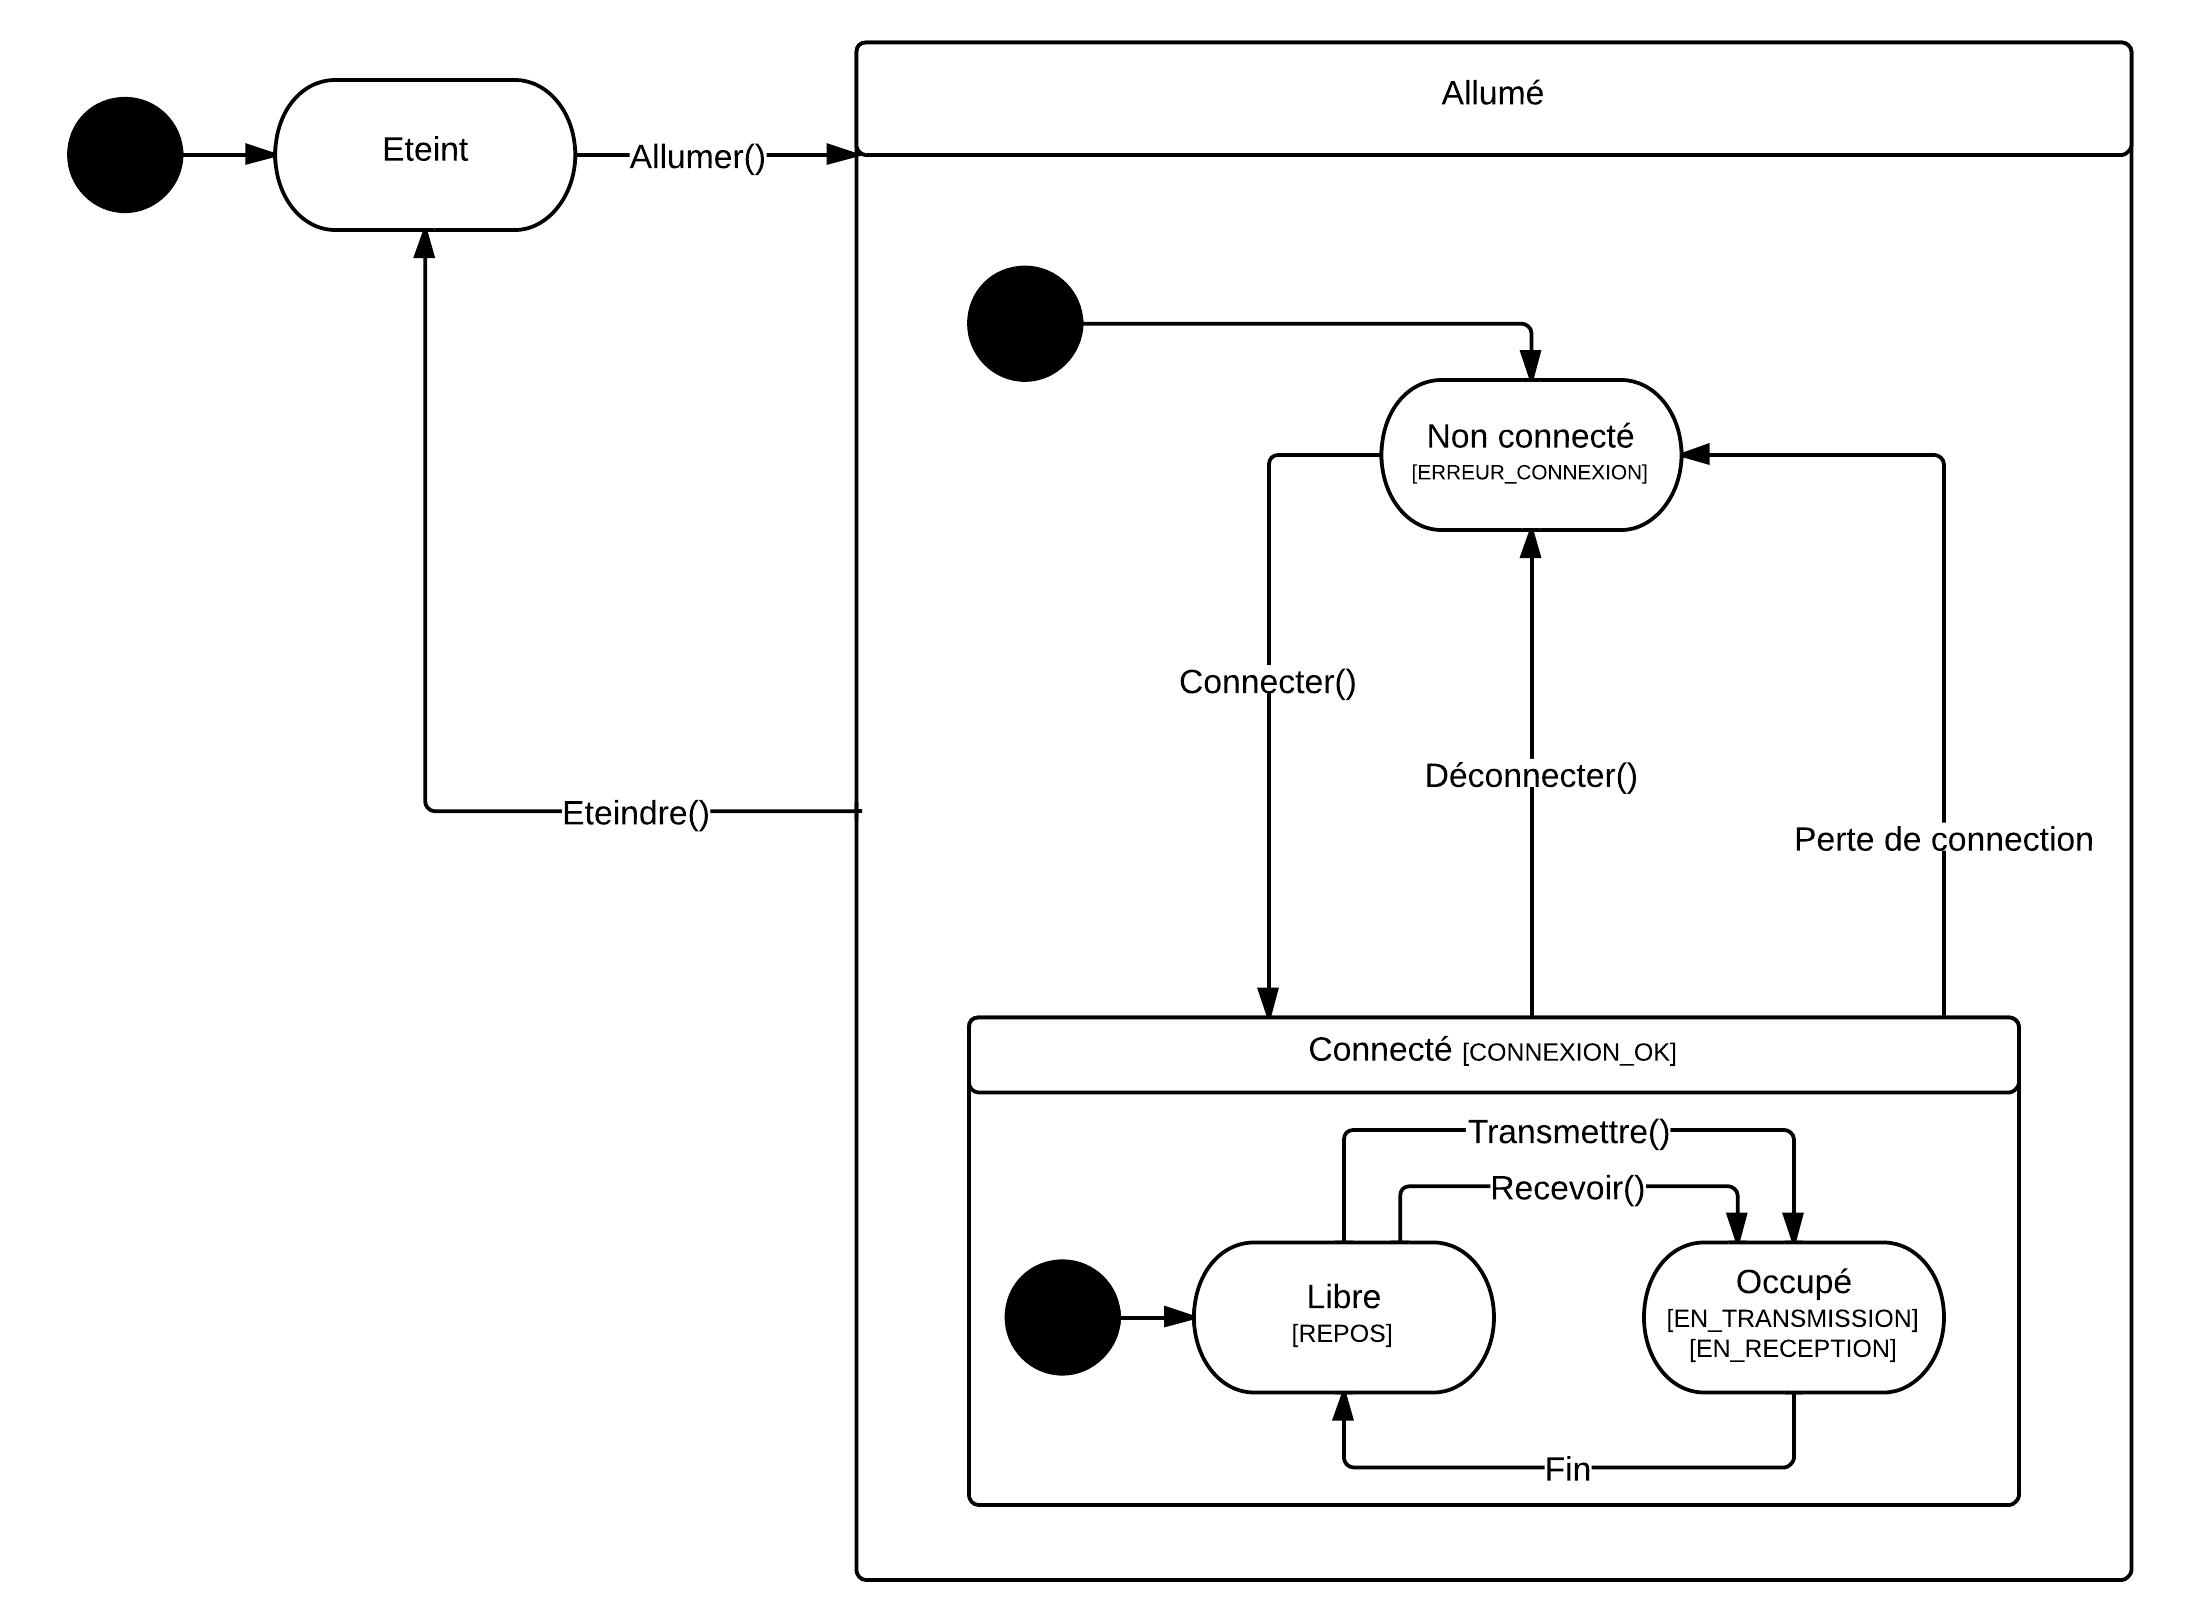 Allumé
Eteint
Allumer()
Non connecté
[ERREUR_CONNEXION]
Connecter()
Déconnecter()
Eteindre()
Perte de connection
Connecté [CONNEXION_OK]
Transmettre()
Recevoir()
Libre
[REPOS]
Occupé
[EN_TRANSMISSION]
[EN_RECEPTION]
Fin